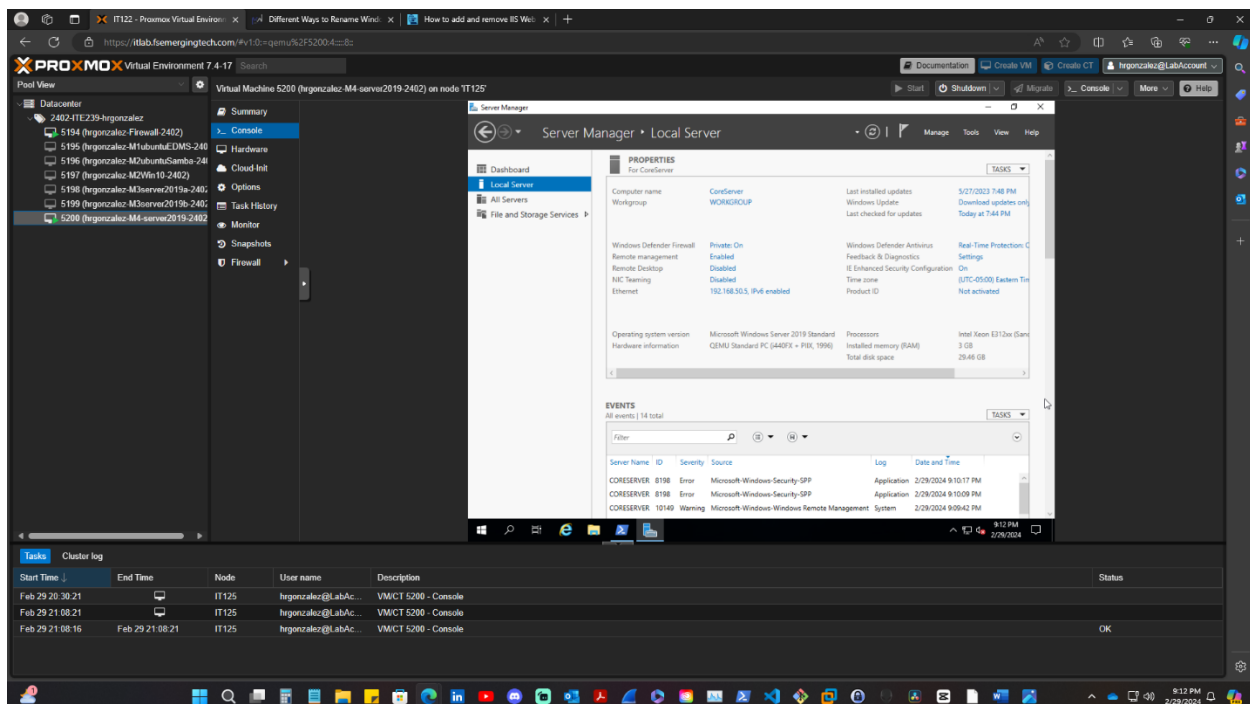 IT122 - Proxmox Virtual Environ
Different Ways to Rename Windo
How to add and remove IIS Web
https://itlab.fsemergingtech.com/#v1:0:=qemu%2F5200:4:::::8::
PROXMOX Virtual Environment 7.4-17 Search
Documentation Create VM Create CT hrgonzalez@LabAccount
Pool View
Virtual Machine 5200 (hrgonzalez-M4-server2019-2402) on node 'IT125'
Start Shutdown Migrate Console More Help
Datacenter
2402-ITE239-hrgonzalez
5194 (hrgonzalez-Firewall-2402)
5195 (hrgonzalez-M1ubuntuEDMS-240
5196 (hrgonzalez-M2ubuntuSamba-240
5197 (hrgonzalez-M2Win10-2402)
5198 (hrgonzalez-M3server2019a-2402
5199 (hrgonzalez-M3server2019b-2402
5200 (hrgonzalez-M4-server2019-2402
Summary
Console
Hardware
Cloud-Init
Options
Task History
Monitor
Snapshots
Firewall
Server Manager
Server Manager • Local Server
Manage Tools View Help
Dashboard
Local Server
All Servers
File and Storage Services
PROPERTIES
For CoreServer
TASKS
Computer name CoreServer Last installed updates 5/27/2023 7:48 PM
Workgroup WORKGROUP Windows Update Download updates only
Last checked for updates Today at 7:44 PM
Windows Defender Firewall Private: On Windows Defender Antivirus Real-Time Protection: O
Remote management Enabled Feedback & Diagnostics Settings
Remote Desktop Disabled IE Enhanced Security Configuration On
NIC Teaming Disabled Time zone (UTC-05:00) Eastern Tim
Ethernet 192.168.50.5, IPv6 enabled Product ID Not activated
Operating system version Microsoft Windows Server 2019 Standard Processors Intel Xeon E312xx (Sand
Hardware information QEMU Standard PC (i440FX + PIIX, 1996) Installed memory (RAM) 3 GB
Total disk space 29.46 GB
EVENTS
All events | 14 total
TASKS
Filter
Server Name ID Severity Source Log Date and Time
CORESERVER 8198 Error Microsoft-Windows-Security-SPP Application 2/29/2024 9:10:17 PM
CORESERVER 8198 Error Microsoft-Windows-Security-SPP Application 2/29/2024 9:10:09 PM
CORESERVER 10149 Warning Microsoft-Windows-Windows Remote Management System 2/29/2024 9:09:42 PM
9:12 PM
2/29/2024
Tasks Cluster log
Start Time End Time Node User name Description Status
Feb 29 20:30:21 IT125 hrgonzalez@LabAc... VM/CT 5200 - Console
Feb 29 21:08:21 IT125 hrgonzalez@LabAc... VM/CT 5200 - Console
Feb 29 21:08:16 Feb 29 21:08:21 IT125 hrgonzalez@LabAc... VM/CT 5200 - Console OK
9:12 PM
2/29/2024